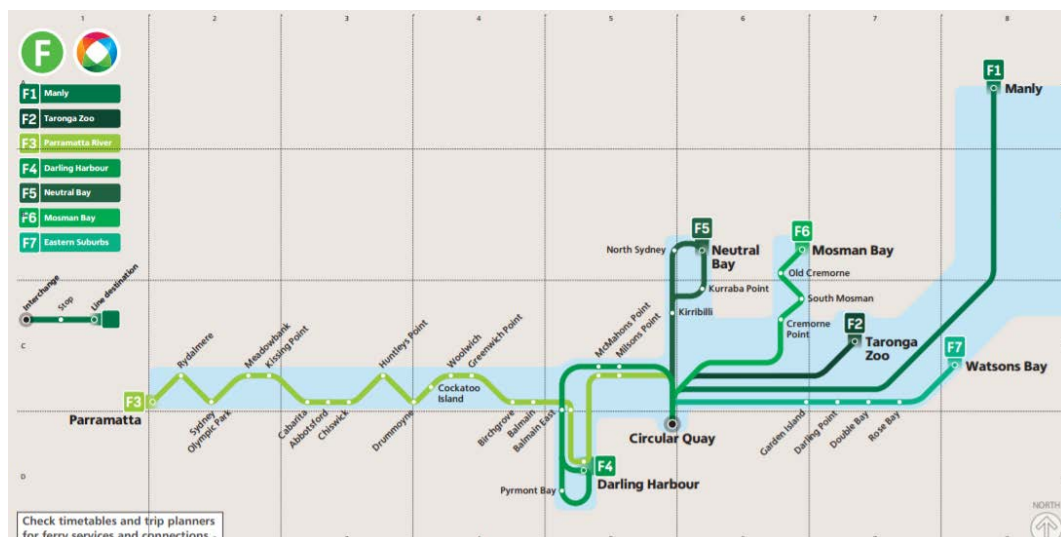 1
2
3
4
5
6
7
8
F
F1 Manly
F2 Taronga Zoo
F3 Parramatta River
F4 Darling Harbour
F5 Neutral Bay
F6 Mosman Bay
F7 Eastern Suburbs
Interchange
Stop
Line destination
F1
Manly
F5
Neutral
Bay
North Sydney
Kurraba Point
Kirribilli
F6
Mosman Bay
Old Cremorne
South Mosman
Cremorne
Point
F2
Taronga
Zoo
F7
Watsons Bay
C
F3
Parramatta
Rydalmere
Sydney
Olympic Park
Meadowbank
Kissing Point
Cabarita
Abbotsford
Chiswick
Huntleys Point
Drummoyne
Cockatoo
Island
Woolwich
Greenwich Point
Birchgrove
Balmain
Balmain East
McMahons Point
Milsons Point
Circular Quay
Garden Island
Darling Point
Double Bay
Rose Bay
D
Pyrmont Bay
F4
Darling Harbour
Check timetables and trip planners
for ferry services and connections
NORTH